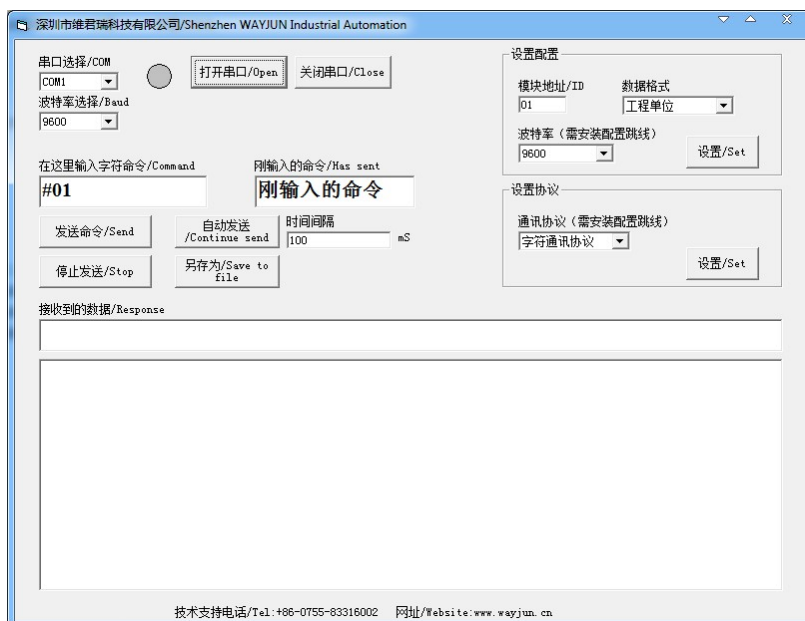 深圳市维君瑞科技有限公司/Shenzhen WAYJUN Industrial Automation
串口选择/COM
COM1
打开串口/Open
关闭串口/Close
波特率选择/Baud
9600
在这里输入字符命令/Command
刚输入的命令/Has sent
#01
刚输入的命令
发送命令/Send
自动发送
/Continue send
时间间隔
100
mS
停止发送/Stop
另存为/Save to
file
设置配置
模块地址/ID
数据格式
01
工程单位
波特率（需安装配置跳线）
9600
设置/Set
设置协议
通讯协议（需安装配置跳线）
字符通讯协议
设置/Set
接收到的数据/Response
技术支持电话/Tel:+86-0755-83316002 网址/Website:www.wayjun.cn